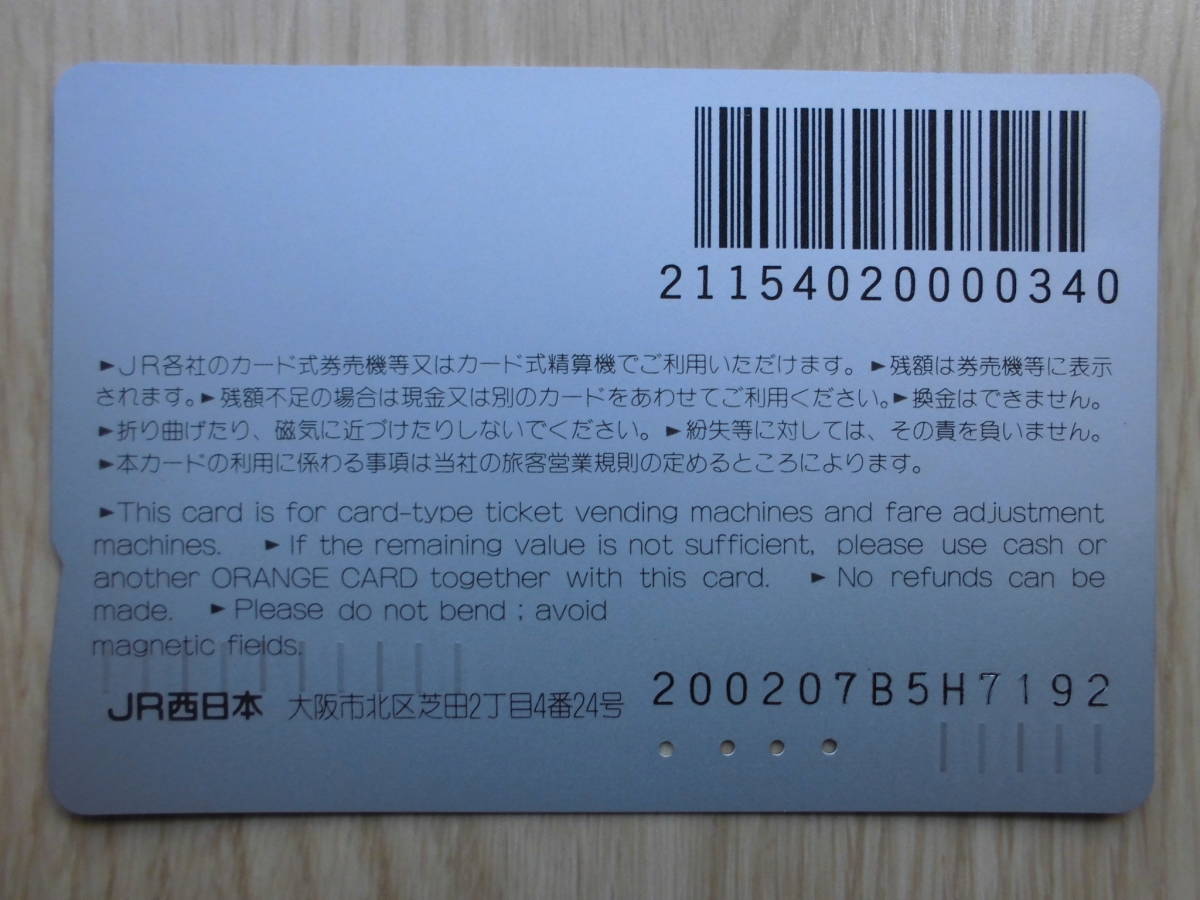 21154020000340
►JR各社のカード式券売機等又はカード式精算機でご利用いただけます。►残額は券売機等に表示
されます。►残額不足の場合は現金又は別のカードをあわせてご利用ください。►換金はできません。
►折り曲げたり、磁気に近づけたりしないでください。►紛失等に対しては、その責を負いません。
►本カードの利用に係わる事項は当社の旅客営業規則の定めるところによります。
►This card is for card-type ticket vending machines and fare adjustment
machines. ►If the remaining value is not sufficient, please use cash or
another ORANGE CARD together with this card. ►No refunds can be
made. ►Please do not bend ; avoid
magnetic fields.
JR西日本 大阪市北区芝田2丁目4番24号
200207B5H7192